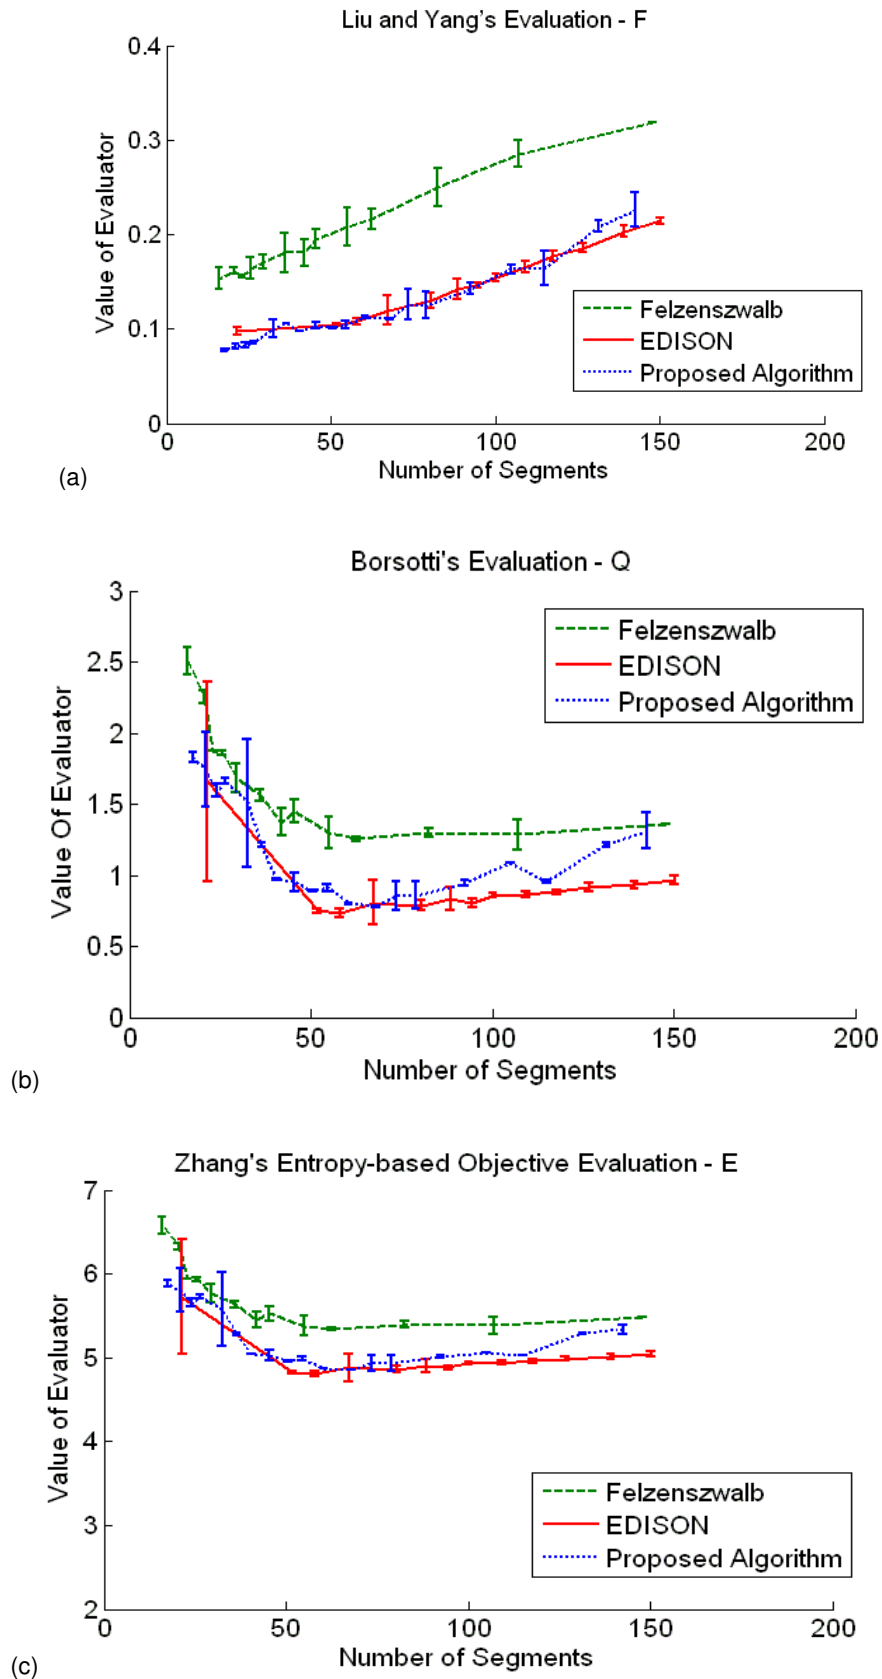 Liu and Yang's Evaluation - F
0.4
0.3
0.2
0.1
0
Value of Evaluator
0
50
100
150
200
Number of Segments
Felzenszwalb
EDISON
Proposed Algorithm
(a)
Borsotti's Evaluation - Q
3
2.5
2
1.5
1
0.5
0
Value Of Evaluator
0
50
100
150
200
Number of Segments
Felzenszwalb
EDISON
Proposed Algorithm
(b)
Zhang's Entropy-based Objective Evaluation - E
7
6
5
4
3
2
Value of Evaluator
0
50
100
150
200
Number of Segments
Felzenszwalb
EDISON
Proposed Algorithm
(c)